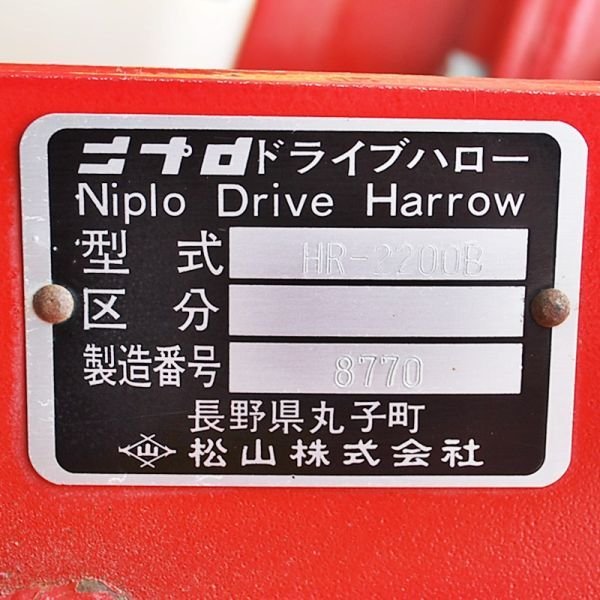 ニプロドライブハロー
Niplo Drive Harrow
型式 HR-2200B
区分
製造番号 8770
長野県丸子町
山 松山株式会社